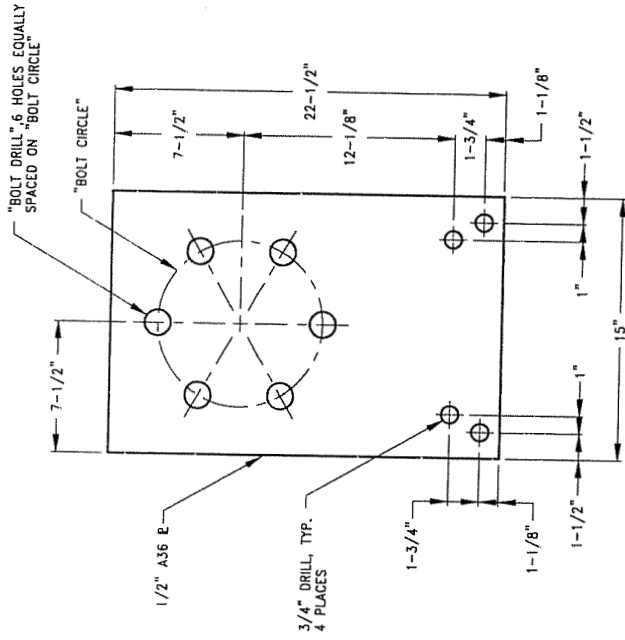 "BOLT DRILL",6 HOLES EQUALLY
SPACED ON "BOLT CIRCLE"
"BOLT CIRCLE"
7-1/2"
7-1/2"
22-1/2"
12-1/8"
1-3/4"
1-1/8"
1-1/2"
1"
15"
1"
1-1/2"
1-3/4"
1-1/8"
1/2" A36 ⅊
3/4" DRILL, TYP.
4 PLACES